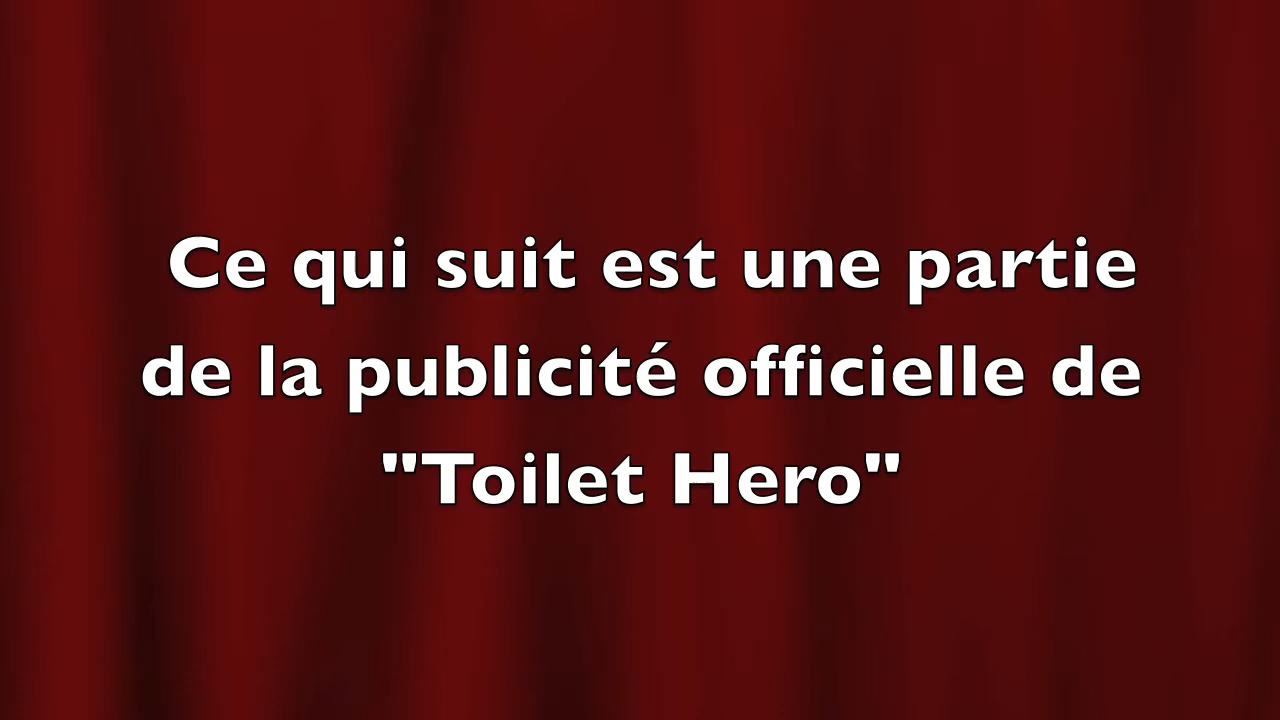 Ce qui suit est une partie
de la publicité officielle de
"Toilet Hero"